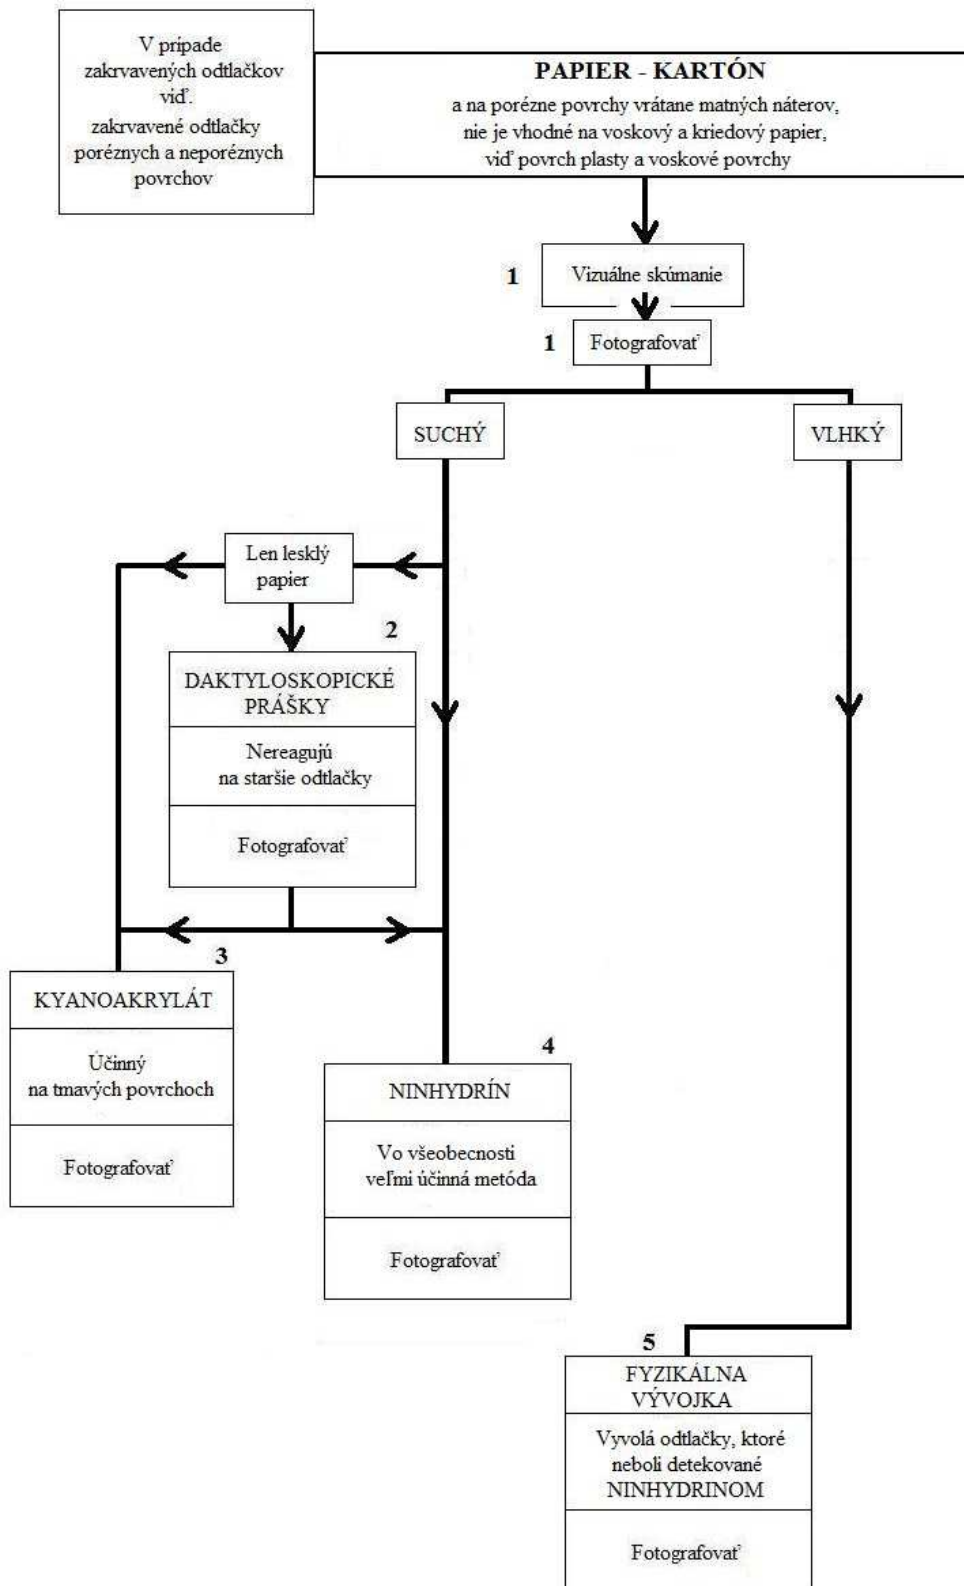 V prípade
zakrvavených odtlačkov
viď.
zakrvavené odtlačky
poréznych a neporéznych
povrchov
PAPIER - KARTÓN
a na porézne povrchy vrátane matných náterov,
nie je vhodné na voskový a kriedový papier,
viď povrch plasty a voskové povrchy
1
Vizuálne skúmanie
1
Fotografovať
SUCHÝ
VLHKÝ
Len lesklý
papier
2
DAKTYLOSKOPICKÉ
PRÁŠKY
Nereagujú
na staršie odtlačky
Fotografovať
3
KYANOAKRYLÁT
Účinný
na tmavých povrchoch
Fotografovať
4
NINHYDRÍN
Vo všeobecnosti
veľmi účinná metóda
Fotografovať
5
FYZIKÁLNA
VÝVOJKA
Vyvolá odtlačky, ktoré
neboli detekované
NINHYDRINOM
Fotografovať